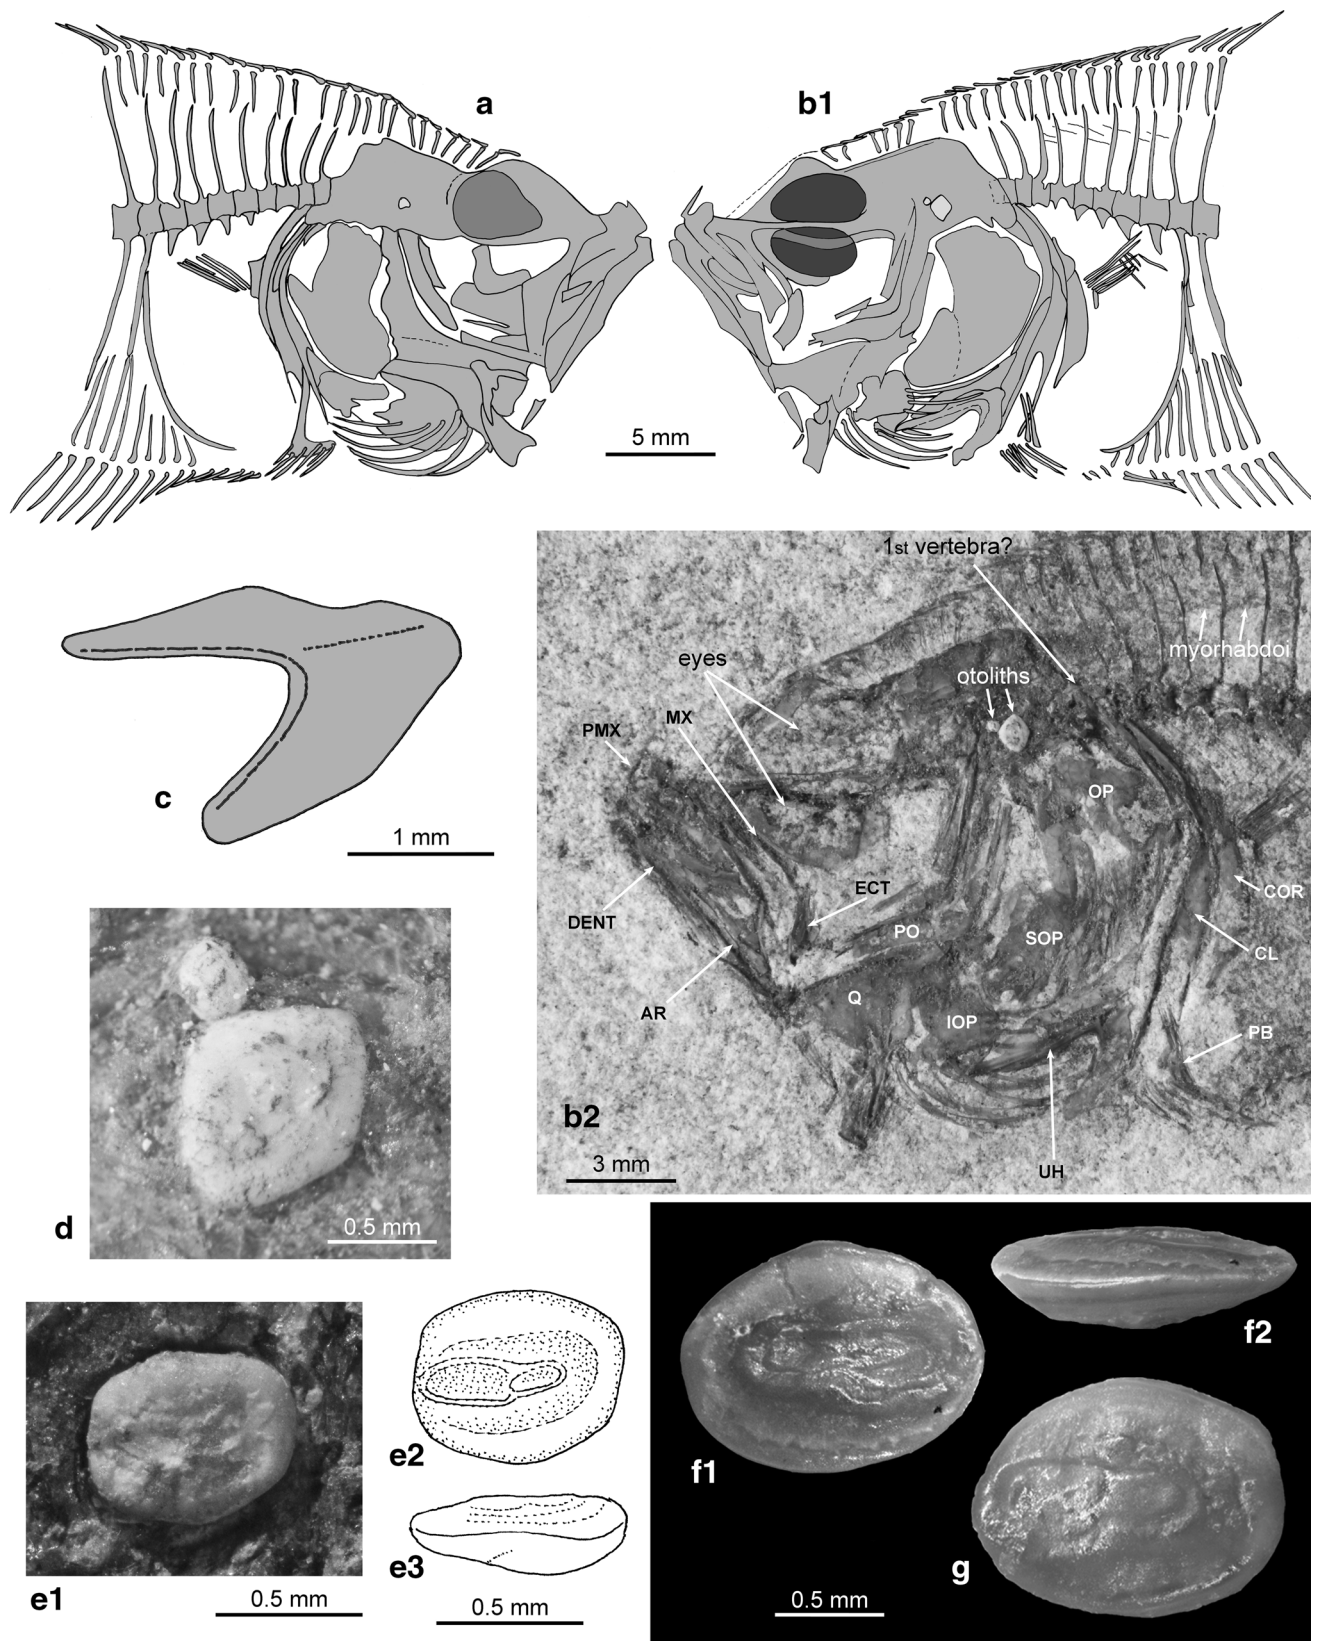 a
b1
5 mm
1st vertebra?
myorhabdoi
eyes
otoliths
MX
PMX
OP
ECT
COR
DENT
PO
SOP
CL
Q
AR
IOP
PB
b2
3 mm
UH
c
1 mm
d
0.5 mm
e1
0.5 mm
e2
e3
0.5 mm
f1
f2
g
0.5 mm